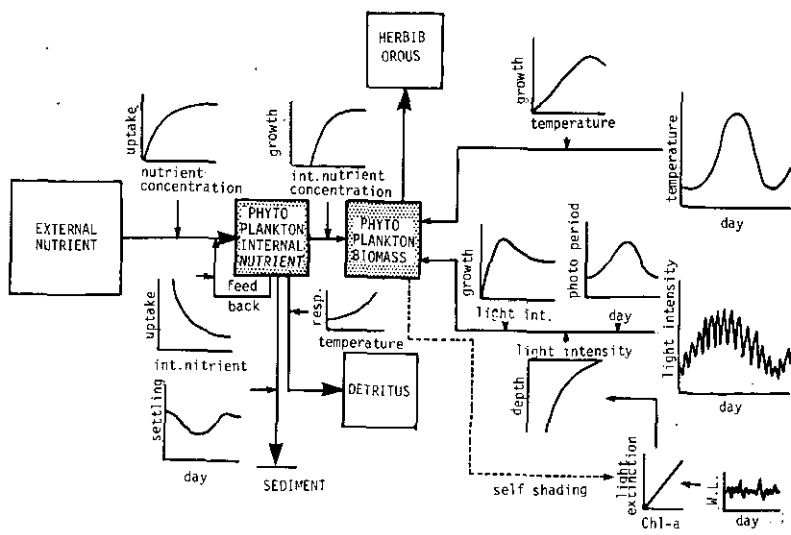 HERBIB
OROUS
uptake
nutrient
concentration
growth
int.nutrient
concentration
growth
temperature
temperature
day
EXTERNAL
NUTRIENT
PHYTO
PLANKTON
INTERNAL
NUTRIENT
PHYTO
PLANKTON
BIOMASS
feed
back
uptake
int.nitrient
resp.
temperature
growth
light int.
photo period
day
light intensity
light intensity
day
settling
day
DETRITUS
SEDIMENT
depth
self shading
light
extinction
Chl-a
W.L.
day